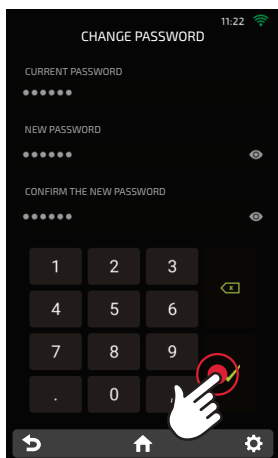 11:22
CHANGE PASSWORD
CURRENT PASSWORD
●●●●●●
NEW PASSWORD
●●●●●●
CONFIRM THE NEW PASSWORD
●●●●●●
1 2 3
4 5 6
7 8 9
. 0 ,